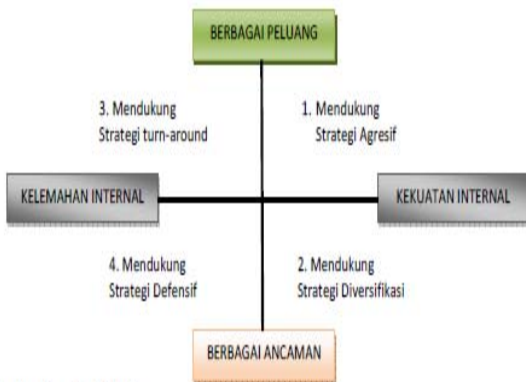 BERBAGAI PELUANG
3. Mendukung
Strategi turn-around
1. Mendukung
Strategi Agresif
KELEMAHAN INTERNAL
KEKUATAN INTERNAL
4. Mendukung
Strategi Defensif
2. Mendukung
Strategi Diversifikasi
BERBAGAI ANCAMAN